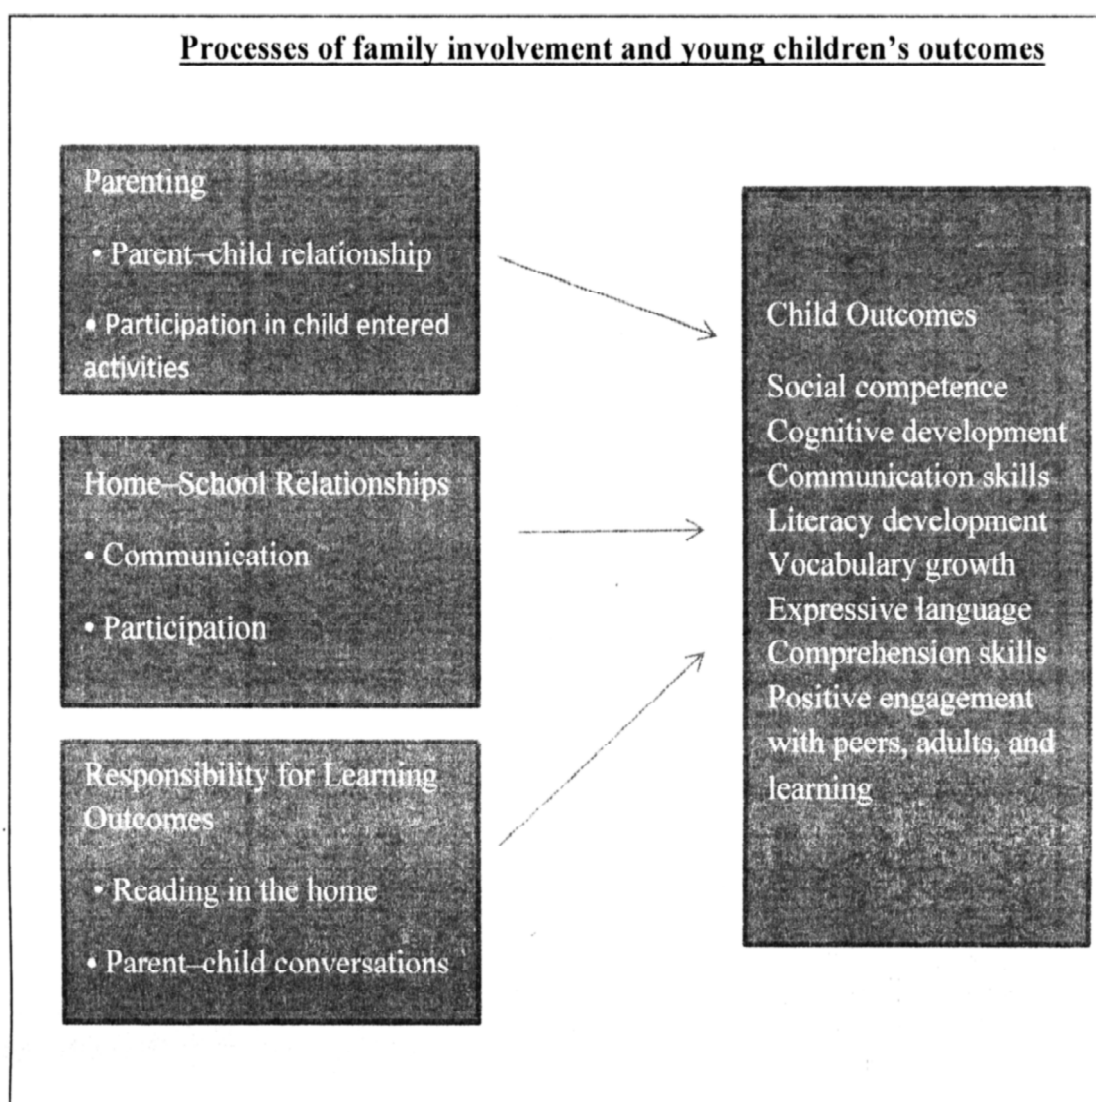 Processes of family involvement and young children's outcomes
Parenting
• Parent–child relationship
• Participation in child entered
activities
Home–School Relationships
• Communication
• Participation
Responsibility for Learning
Outcomes
• Reading in the home
• Parent–child conversations
Child Outcomes
Social competence
Cognitive development
Communication skills
Literacy development
Vocabulary growth
Expressive language
Comprehension skills
Positive engagement
with peers, adults, and
learning